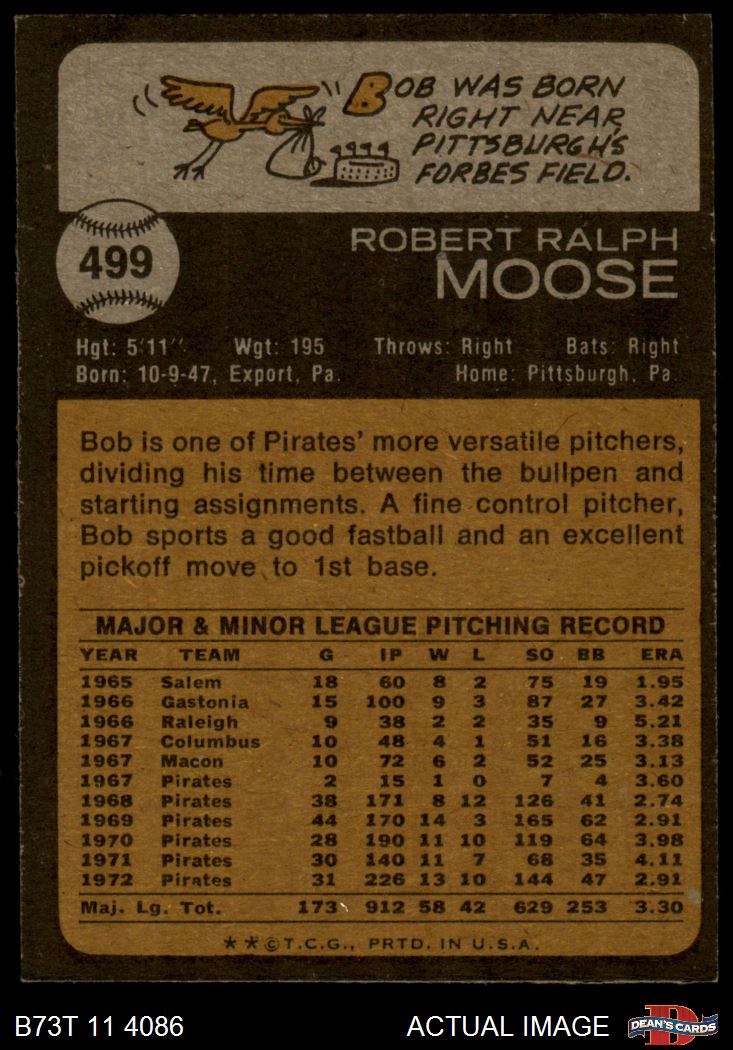 BOB WAS BORN
RIGHT NEAR
PITTSBURGH'S
FORBES FIELD.
499
ROBERT RALPH
MOOSE
Hgt: 5'11" Wgt: 195 Throws: Right Bats: Right
Born: 10-9-47, Export, Pa. Home: Pittsburgh, Pa.
Bob is one of Pirates' more versatile pitchers,
dividing his time between the bullpen and
starting assignments. A fine control pitcher,
Bob sports a good fastball and an excellent
pickoff move to 1st base.
MAJOR & MINOR LEAGUE PITCHING RECORD
YEAR TEAM G IP W L SO BB ERA
1965 Salem 18 60 8 2 75 19 1.95
1966 Gastonia 15 100 9 3 87 27 3.42
1966 Raleigh 9 38 2 2 35 9 5.21
1967 Columbus 10 48 4 1 51 16 3.38
1967 Macon 10 72 6 2 52 25 3.13
1967 Pirates 2 15 1 0 7 4 3.60
1968 Pirates 38 171 8 12 126 41 2.74
1969 Pirates 44 170 14 3 165 62 2.91
1970 Pirates 28 190 11 10 119 64 3.98
1971 Pirates 30 140 11 7 68 35 4.11
1972 Pirates 31 226 13 10 144 47 2.91
Maj. Lg. Tot. 173 912 58 42 629 253 3.30
**©T.C.G., PRTD. IN U.S.A.
B73T 11 4086 ACTUAL IMAGE D DEAN'S CARDS